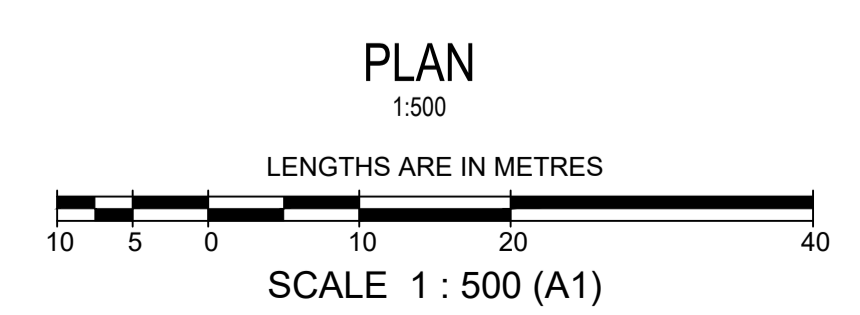 PLAN
1:500
LENGTHS ARE IN METRES
10 5 0 10 20 40
SCALE 1 : 500 (A1)